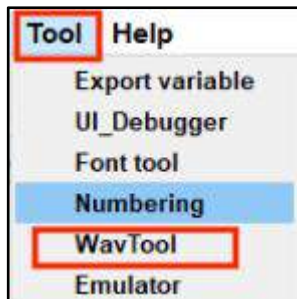 Tool Help
Export variable
UI_Debugger
Font tool
Numbering
WavTool
Emulator